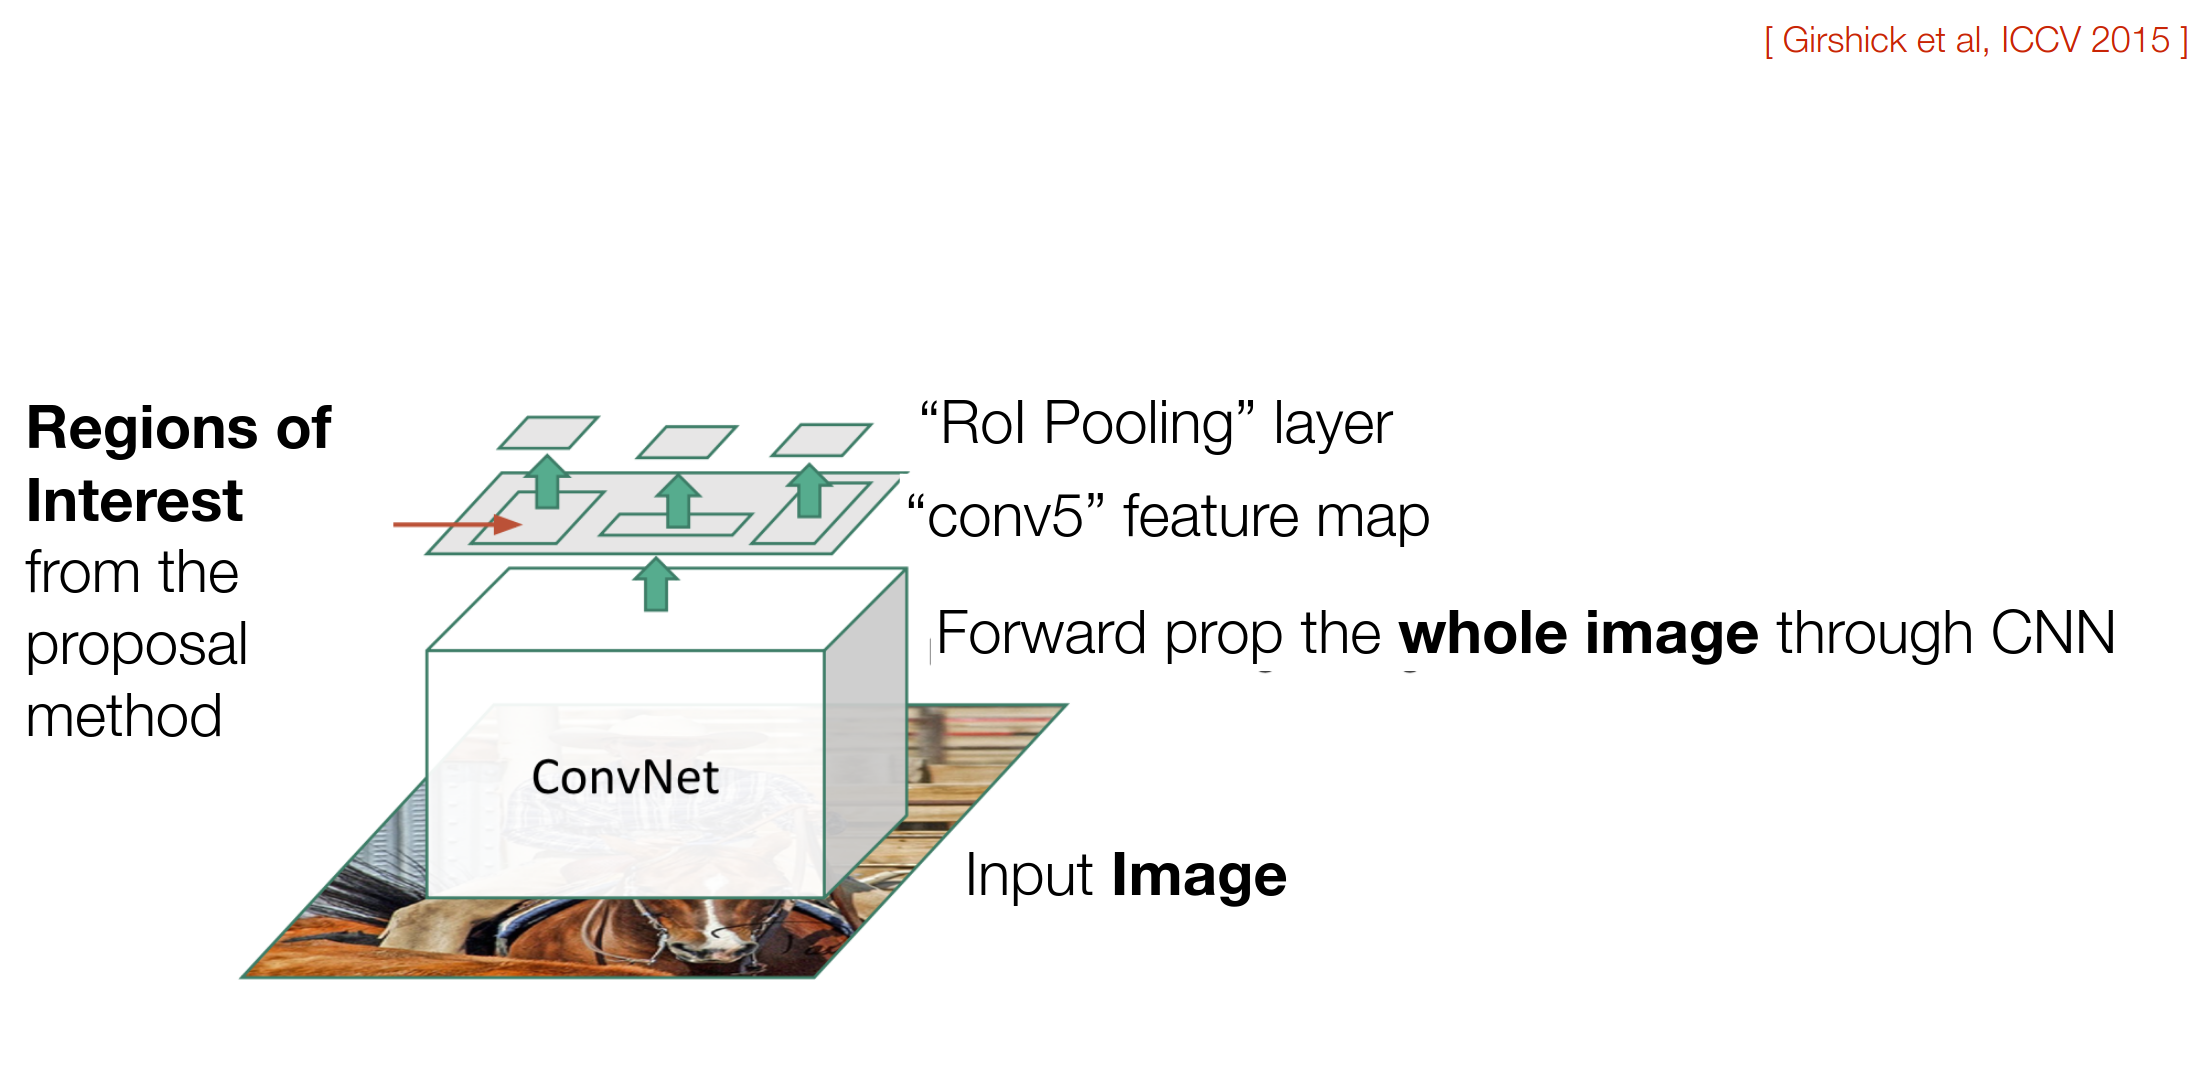 [ Girshick et al, ICCV 2015 ]
Regions of
Interest
from the
proposal
method
“RoI Pooling” layer
“conv5” feature map
Forward prop the whole image through CNN
ConvNet
Input Image